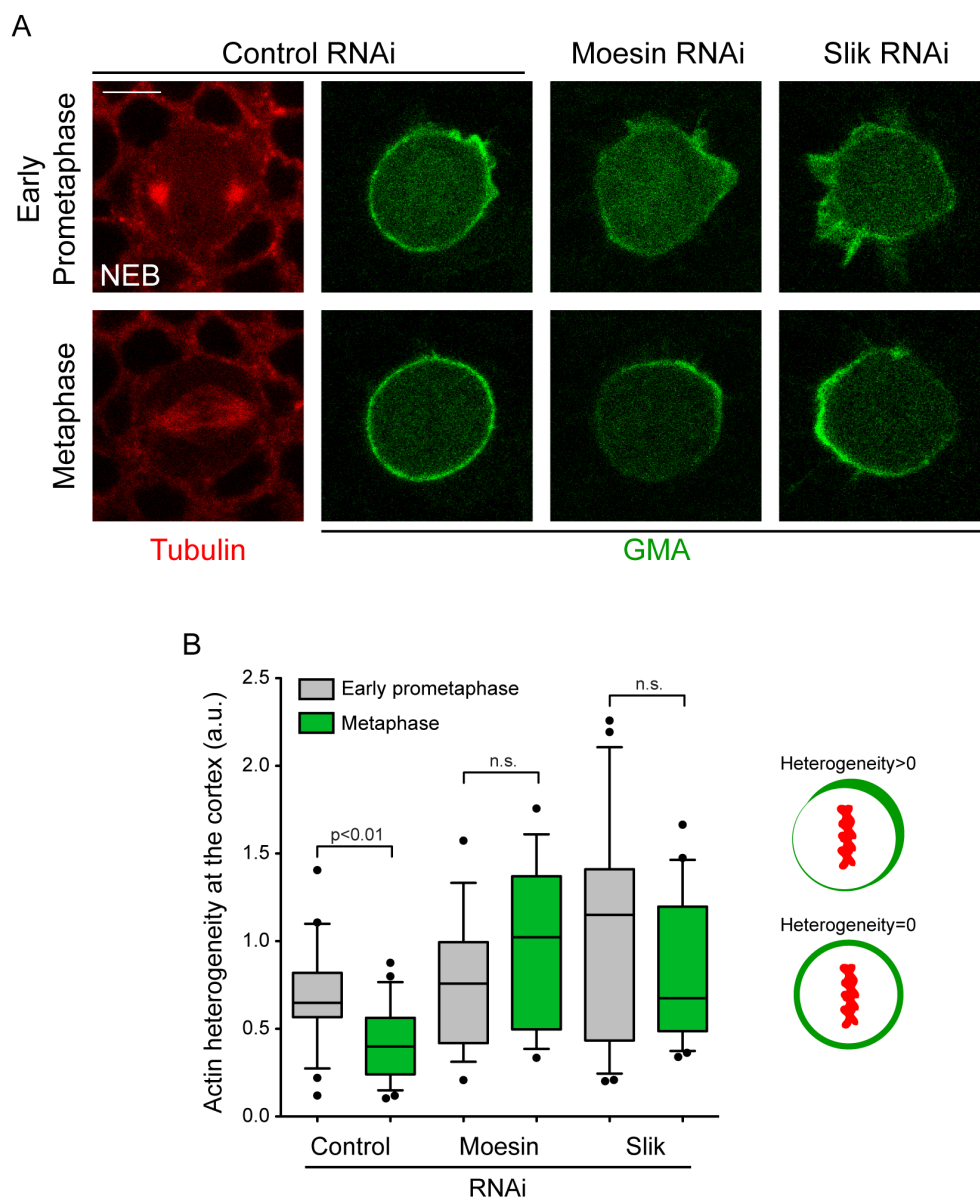 A
Control RNAi
Moesin RNAi
Slik RNAi
Early
Prometaphase
NEB
Metaphase
Tubulin
GMA
B
Actin heterogeneity at the cortex (a.u.)
2.5
2.0
1.5
1.0
0.5
0.0
Early prometaphase
Metaphase
p<0.01
n.s.
n.s.
Control
Moesin
Slik
RNAi
Heterogeneity>0
Heterogeneity=0